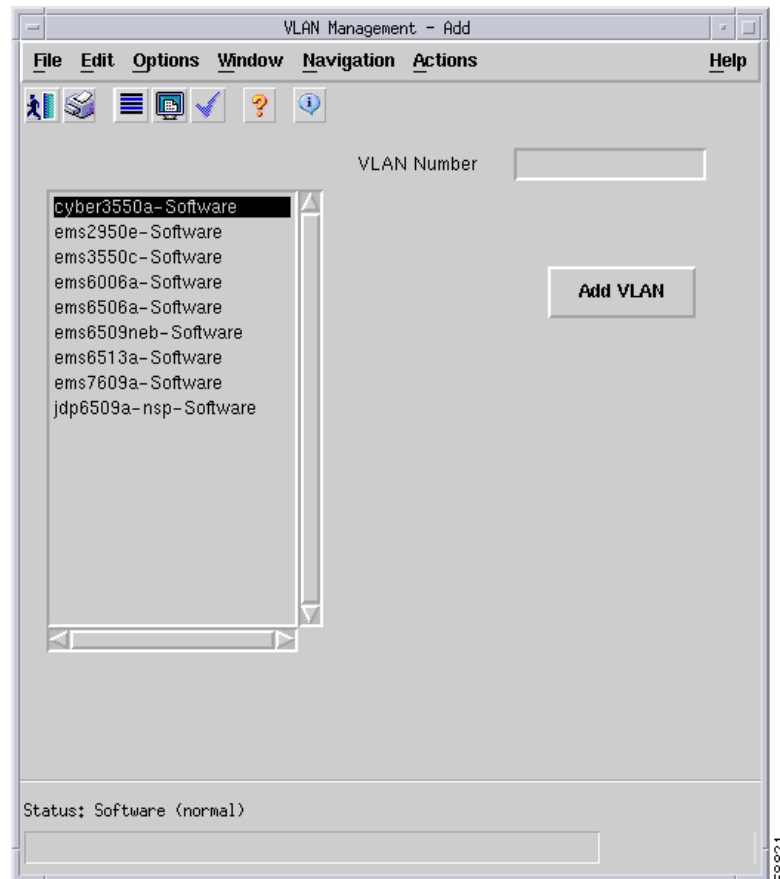 VLAN Management - Add
File Edit Options Window Navigation Actions Help
VLAN Number
cyber3550a-Software
ems2950e-Software
ems3550c-Software
ems6006a-Software
ems6506a-Software
ems6509neb-Software
ems6513a-Software
ems7609a-Software
jdp6509a-nsp-Software
Add VLAN
Status: Software (normal)